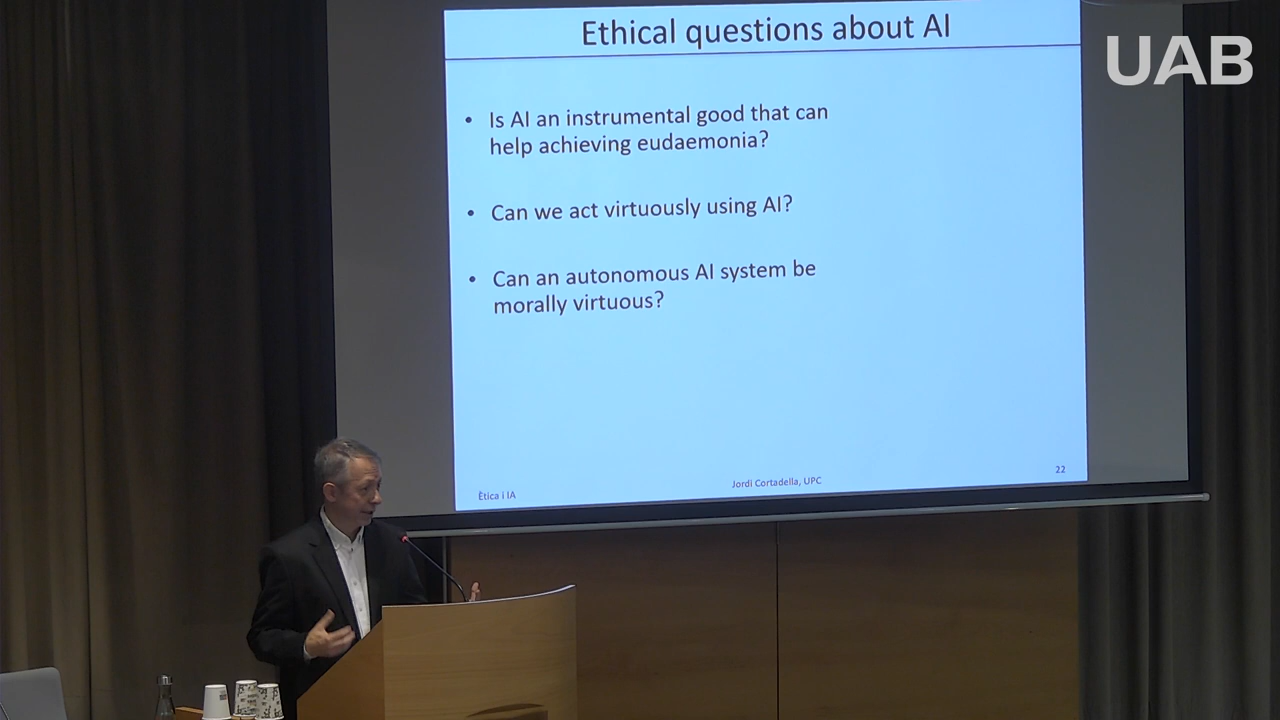 Ethical questions about AI
UAB
• Is AI an instrumental good that can
help achieving eudaemonia?
• Can we act virtuously using AI?
• Can an autonomous AI system be
morally virtuous?
Ètica i IA
Jordi Cortadella, UPC
22